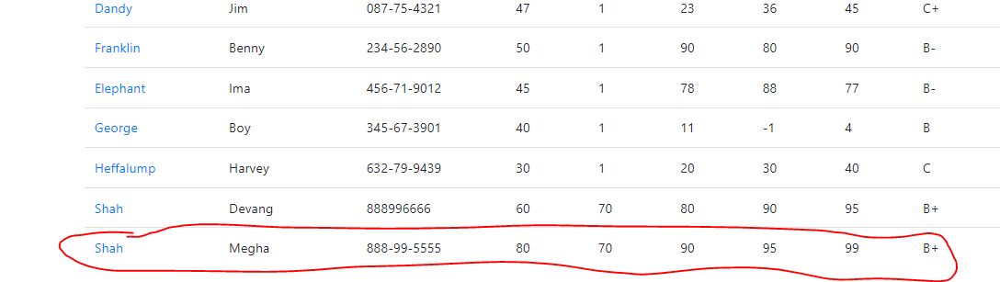 Dandy Jim 087-75-4321 47 1 23 36 45 C+
Franklin Benny 234-56-2890 50 1 90 80 90 B-
Elephant Ima 456-71-9012 45 1 78 88 77 B-
George Boy 345-67-3901 40 1 11 -1 4 B
Heffalump Harvey 632-79-9439 30 1 20 30 40 C
Shah Devang 888996666 60 70 80 90 95 B+
Shah Megha 888-99-5555 80 70 90 95 99 B+